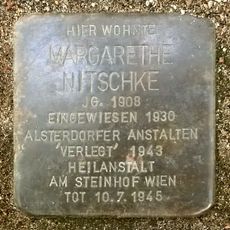 HIER WOHNTE
MARGARETHE
NITSCHKE
JG. 1908
EINGEWIESEN 1930
ALSTERDORFER ANSTALTEN
'VERLEGT' 1943
HEILANSTALT
AM STEINHOF WIEN
TOT 10.7.1945